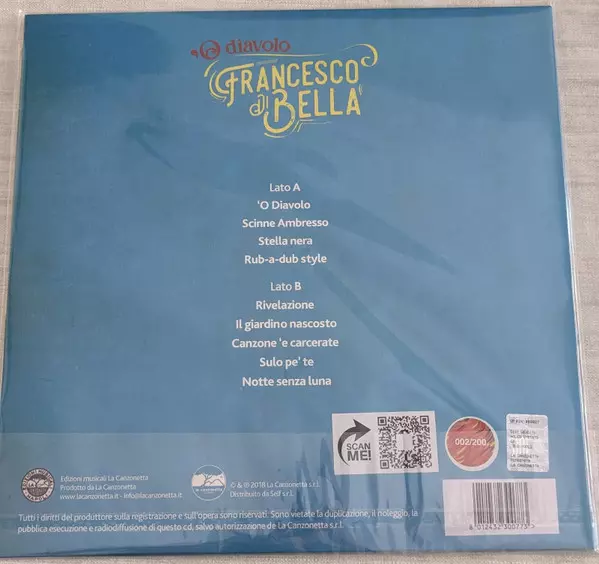 'O diavolo
FRANCESCO
DI BELLA
Lato A
'O Diavolo
Scinne Ambresso
Stella nera
Rub-a-dub style
Lato B
Rivelazione
Il giardino nascosto
Canzone 'e carcerate
Sulo pe' te
Notte senza luna
SCAN
ME!
002/200
Edizioni musicali La Canzonetta
Prodotto da La Canzonetta
www.lacanzonetta.it - info@lacanzonetta.it
© & ℗ 2018 La Canzonetta s.r.l.
Distribuito da Self s.r.l.
Tutti i diritti del produttore sulla registrazione e sull'opera sono riservati. Sono vietate la duplicazione, il noleggio, la
pubblica esecuzione e radiodiffusione di questo cd, salvo autorizzazione de La Canzonetta s.r.l.
8 012432 300773